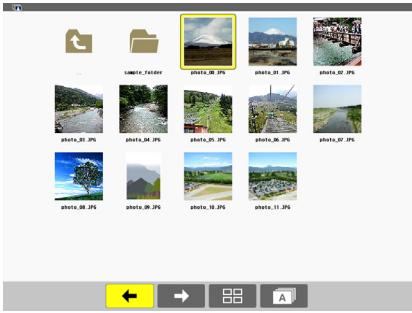 ..
sample_folder
photo_00.JPG
photo_01.JPG
photo_02.JPG
photo_03.JPG
photo_04.JPG
photo_05.JPG
photo_06.JPG
photo_07.JPG
photo_08.JPG
photo_09.JPG
photo_10.JPG
photo_11.JPG
A